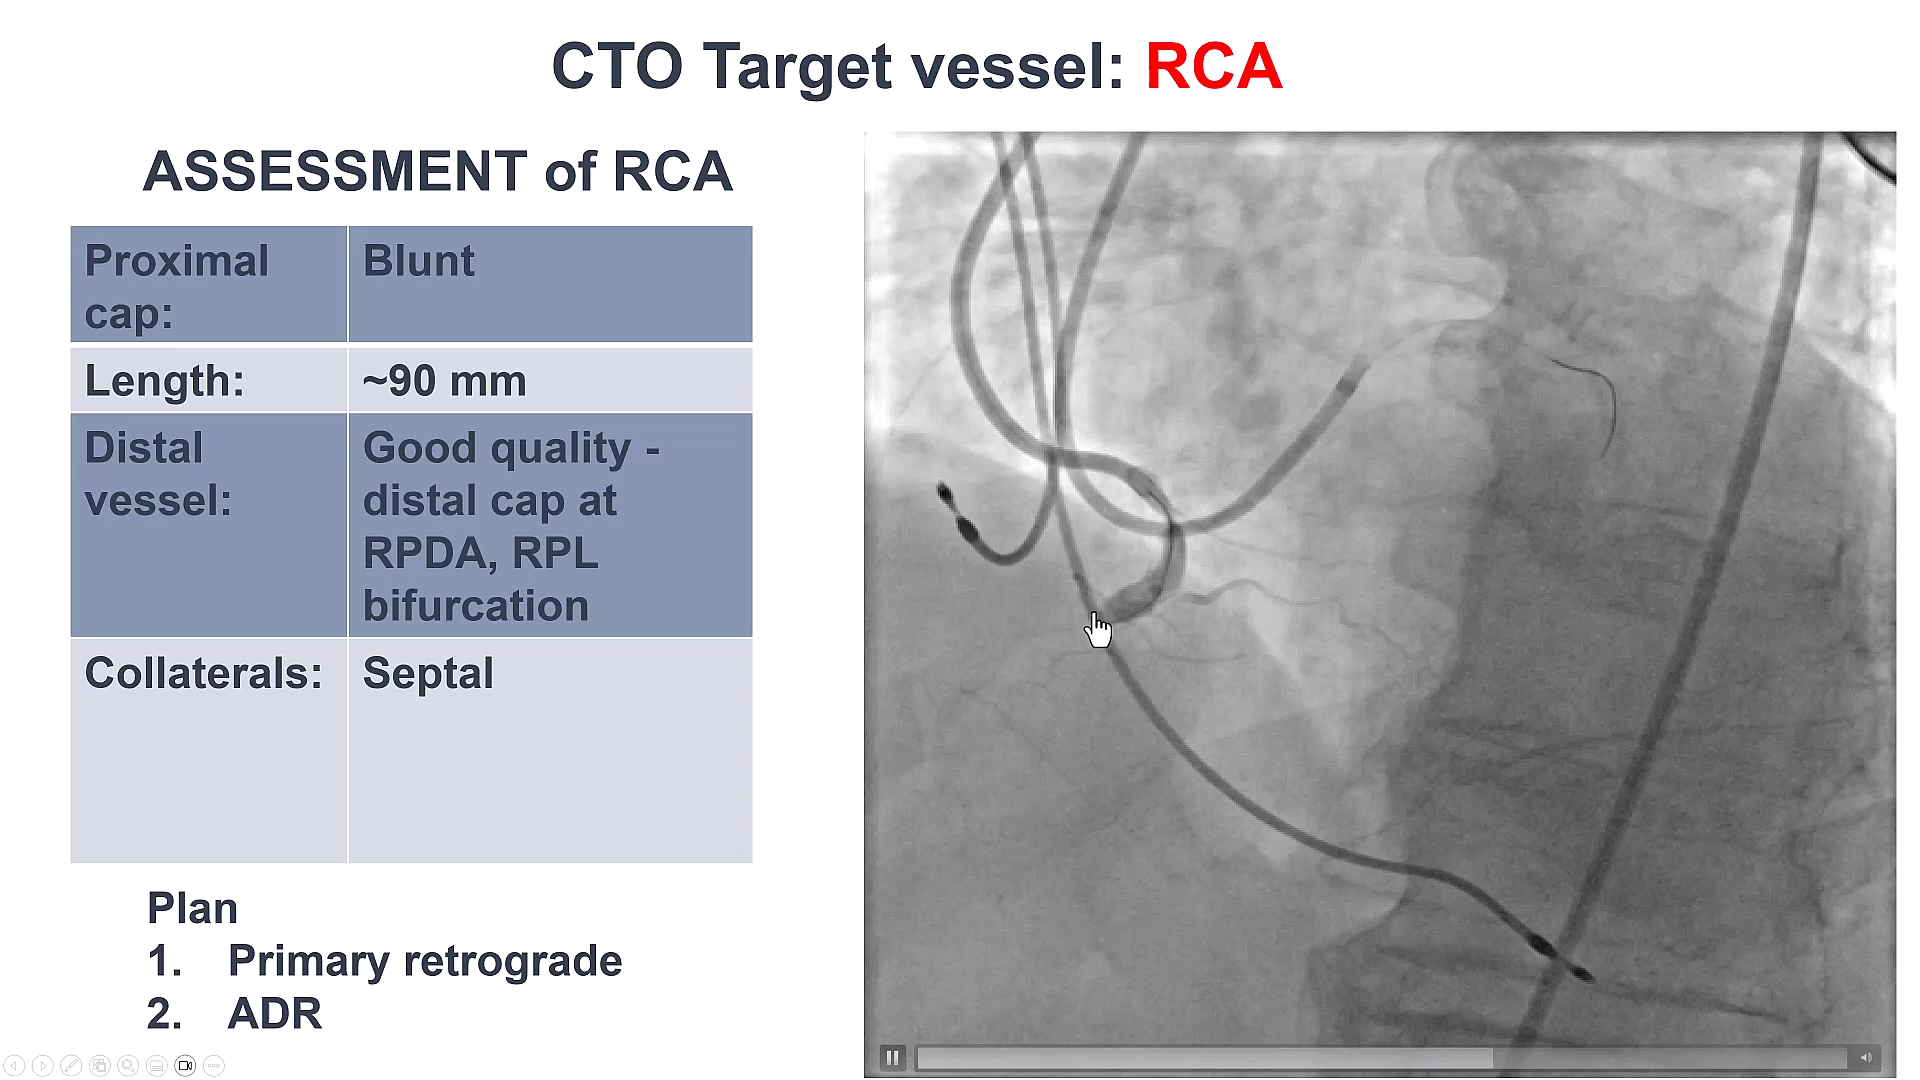 CTO Target vessel: RCA
ASSESSMENT of RCA
Proximal
cap:
Blunt
Length:
~90 mm
Distal
vessel:
Good quality -
distal cap at
RPDA, RPL
bifurcation
Collaterals:
Septal
Plan
1. Primary retrograde
2. ADR